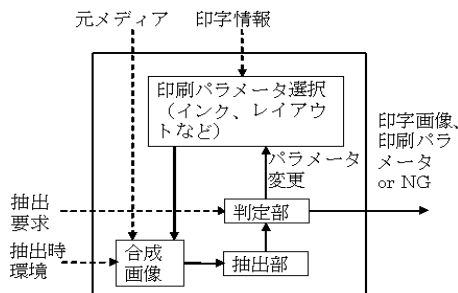 元メディア
印字情報
印刷パラメータ選択
（インク、レイアウ
トなど）
印字画像、
印刷パラ
メータ
or NG
パラメータ
変更
抽出
要求
判定部
抽出時
環境
合成
画像
抽出部